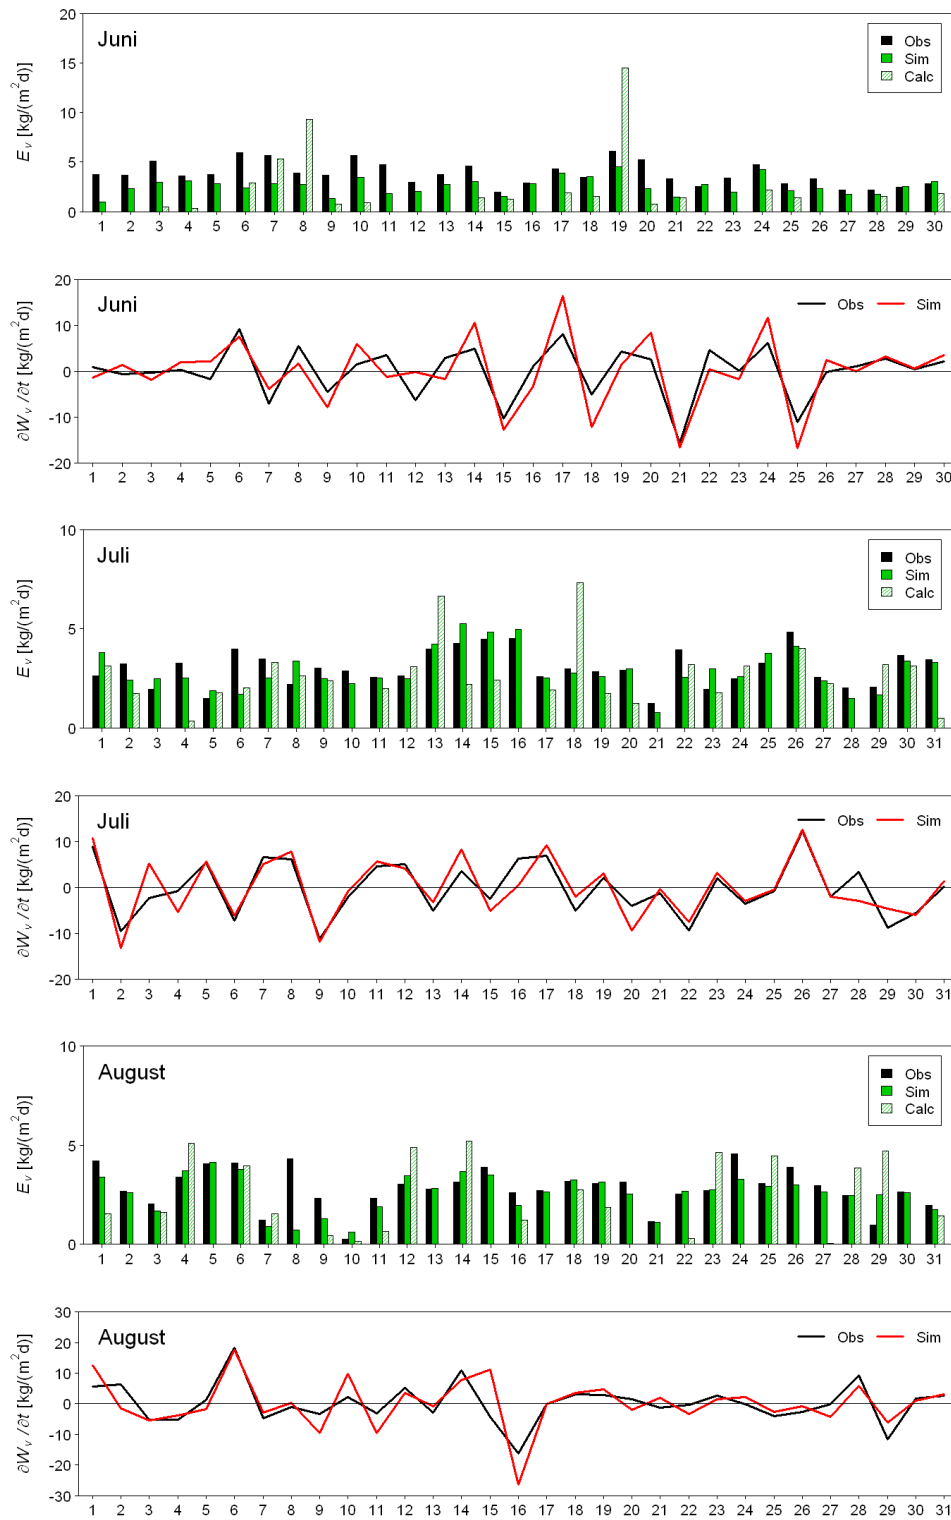 20
15
10
5
0
E_v [kg/(m²d)]
Juni
Obs
Sim
Calc
1 2 3 4 5 6 7 8 9 10 11 12 13 14 15 16 17 18 19 20 21 22 23 24 25 26 27 28 29 30
20
10
0
-10
-20
∂W_v /∂t [kg/(m²d)]
Juni
Obs Sim
1 2 3 4 5 6 7 8 9 10 11 12 13 14 15 16 17 18 19 20 21 22 23 24 25 26 27 28 29 30
10
5
0
E_v [kg/(m²d)]
Juli
Obs
Sim
Calc
1 2 3 4 5 6 7 8 9 10 11 12 13 14 15 16 17 18 19 20 21 22 23 24 25 26 27 28 29 30 31
20
10
0
-10
-20
∂W_v /∂t [kg/(m²d)]
Juli
Obs Sim
1 2 3 4 5 6 7 8 9 10 11 12 13 14 15 16 17 18 19 20 21 22 23 24 25 26 27 28 29 30 31
10
5
0
E_v [kg/(m²d)]
August
Obs
Sim
Calc
1 2 3 4 5 6 7 8 9 10 11 12 13 14 15 16 17 18 19 20 21 22 23 24 25 26 27 28 29 30 31
30
20
10
0
-10
-20
-30
∂W_v /∂t [kg/(m²d)]
August
Obs Sim
1 2 3 4 5 6 7 8 9 10 11 12 13 14 15 16 17 18 19 20 21 22 23 24 25 26 27 28 29 30 31